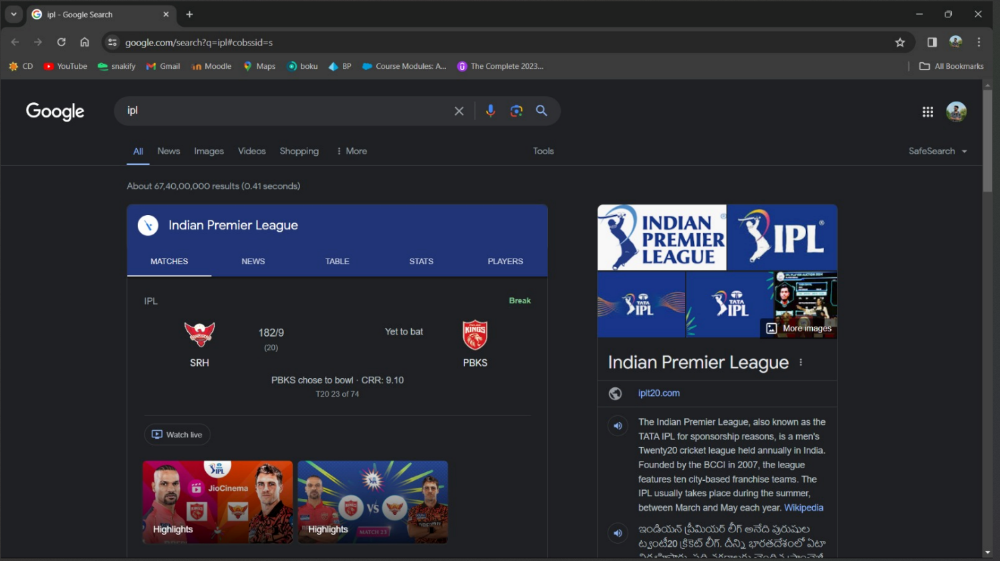 ipl - Google Search
google.com/search?q=ipl#cobssid=s
CD YouTube snakify Gmail Moodle Maps boku BP Course Modules: A... The Complete 2023... All Bookmarks
Google
ipl
All News Images Videos Shopping More Tools SafeSearch
About 67,40,00,000 results (0.41 seconds)
Indian Premier League
MATCHES NEWS TABLE STATS PLAYERS
IPL Break
182/9 Yet to bat
(20)
SRH PBKS
PBKS chose to bowl · CRR: 9.10
T20 23 of 74
Watch live
IPL
JioCinema
KINGS
Highlights
VS
MATCH 23
Highlights
INDIAN
PREMIER
LEAGUE
IPL
TATA
IPL
TATA
IPL
IPL PLAYER AUCTION 2024
More images
Indian Premier League
iplt20.com
The Indian Premier League, also known as the
TATA IPL for sponsorship reasons, is a men's
Twenty20 cricket league held annually in India.
Founded by the BCCI in 2007, the league
features ten city-based franchise teams. The
IPL usually takes place during the summer,
between March and May each year. Wikipedia
ఇండియన్ ప్రీమియర్ లీగ్ అనేది పురుషుల
ట్వంటీ20 క్రికెట్ లీగ్. దీన్ని భారతదేశంలో ఏటా